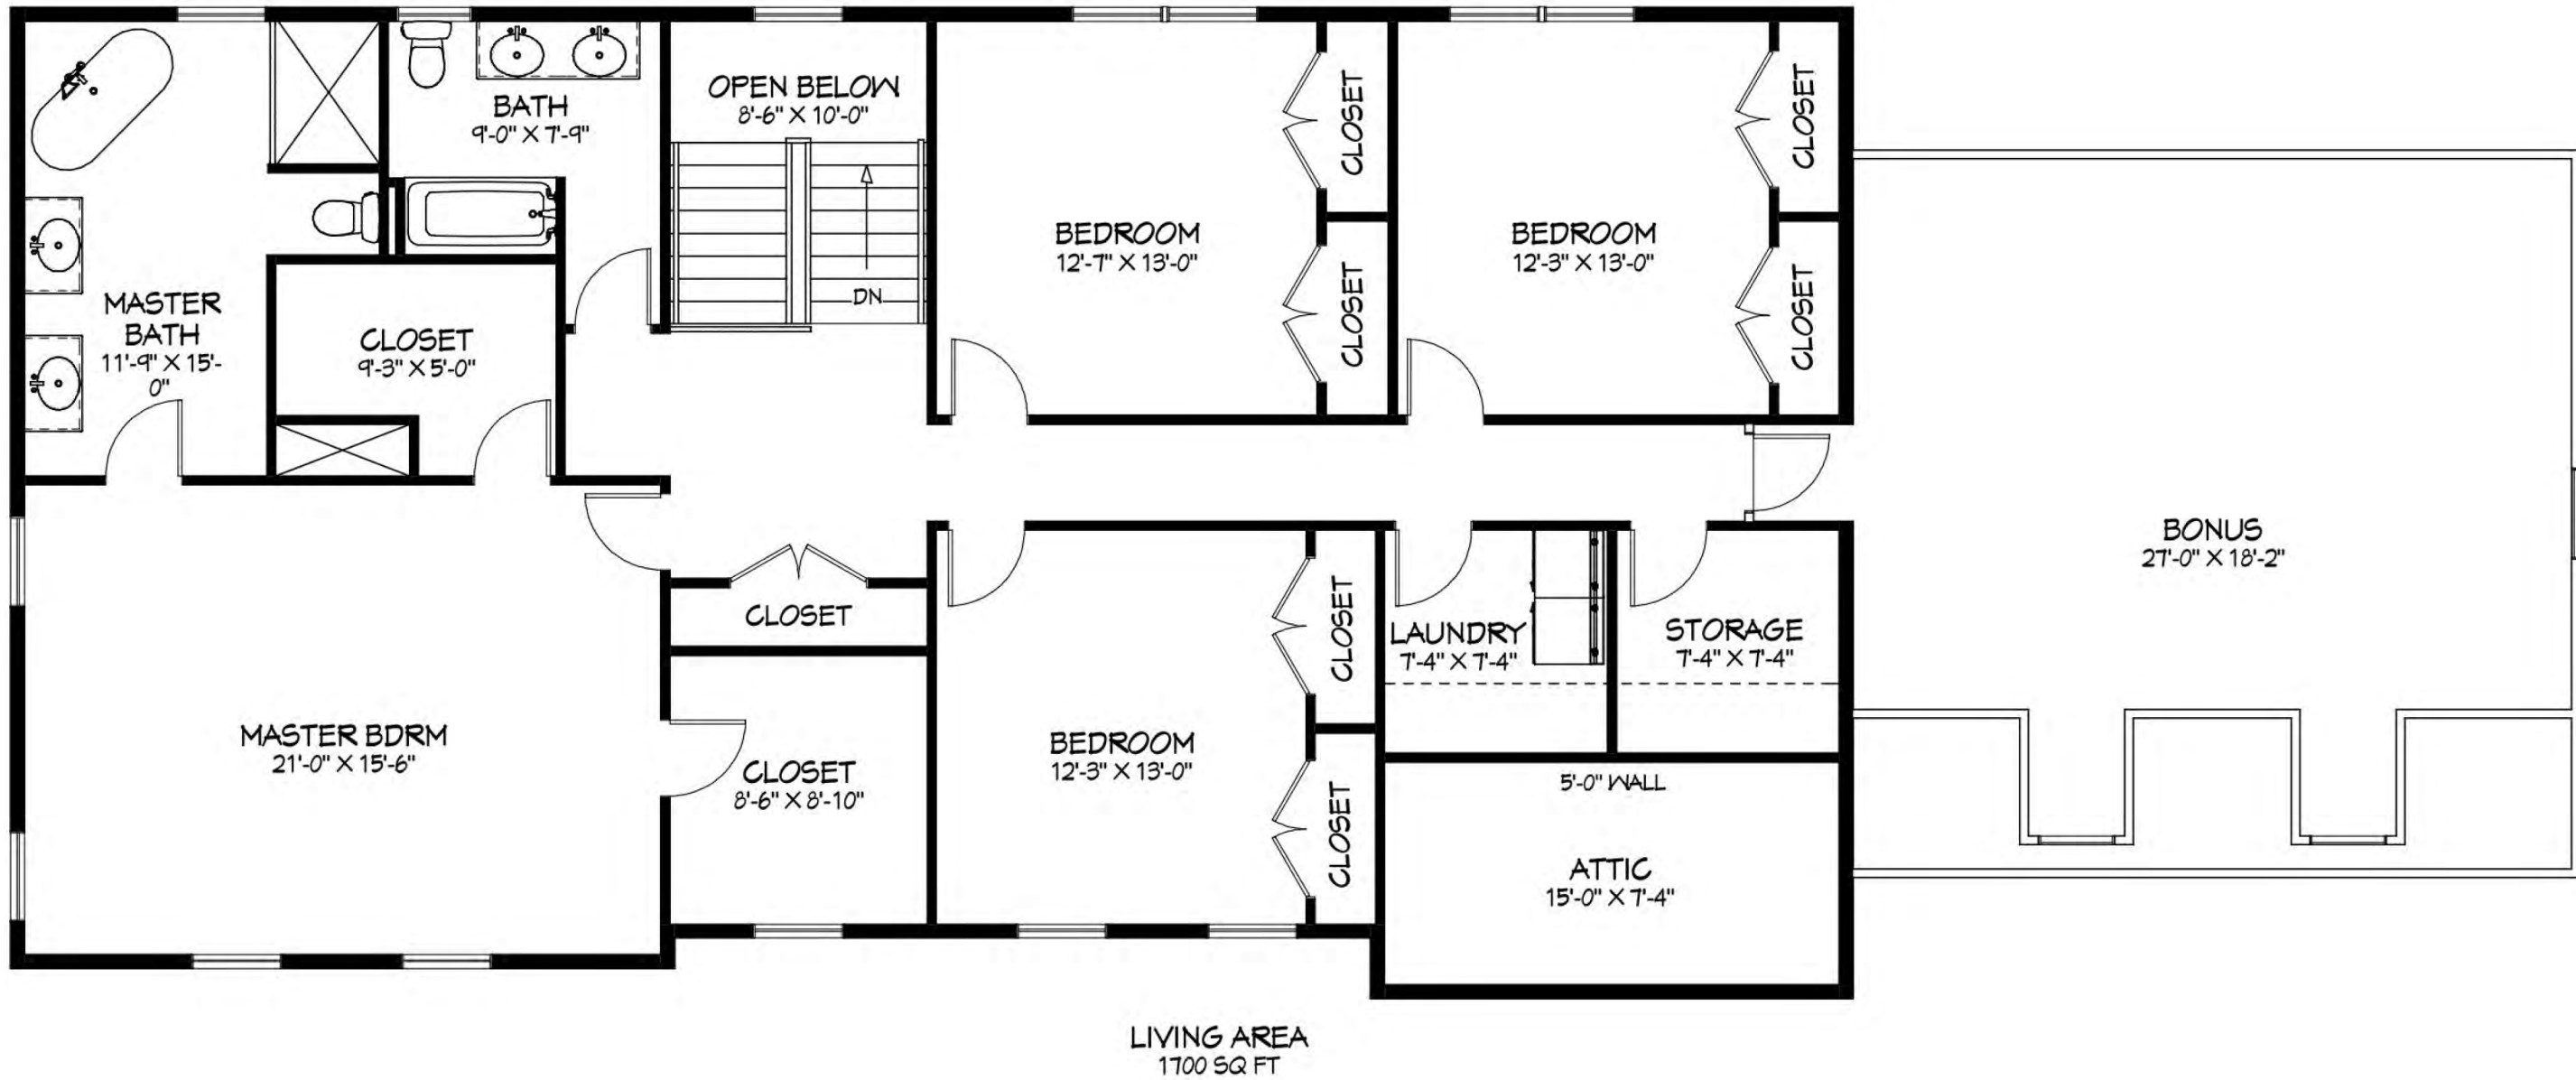 OPEN BELOW
8'-6" X 10'-0"
BATH
9'-0" X 7'-9"
CLOSET
CLOSET
BEDROOM
12'-7" X 13'-0"
BEDROOM
12'-3" X 13'-0"
DN
MASTER
BATH
11'-9" X 15'-
0"
CLOSET
9'-3" X 5'-0"
CLOSET
CLOSET
BONUS
27'-0" X 18'-2"
CLOSET
CLOSET
LAUNDRY
7'-4" X 7'-4"
STORAGE
7'-4" X 7'-4"
MASTER BDRM
21'-0" X 15'-6"
CLOSET
8'-6" X 8'-10"
BEDROOM
12'-3" X 13'-0"
CLOSET
5'-0" WALL
ATTIC
15'-0" X 7'-4"
LIVING AREA
1700 SQ FT